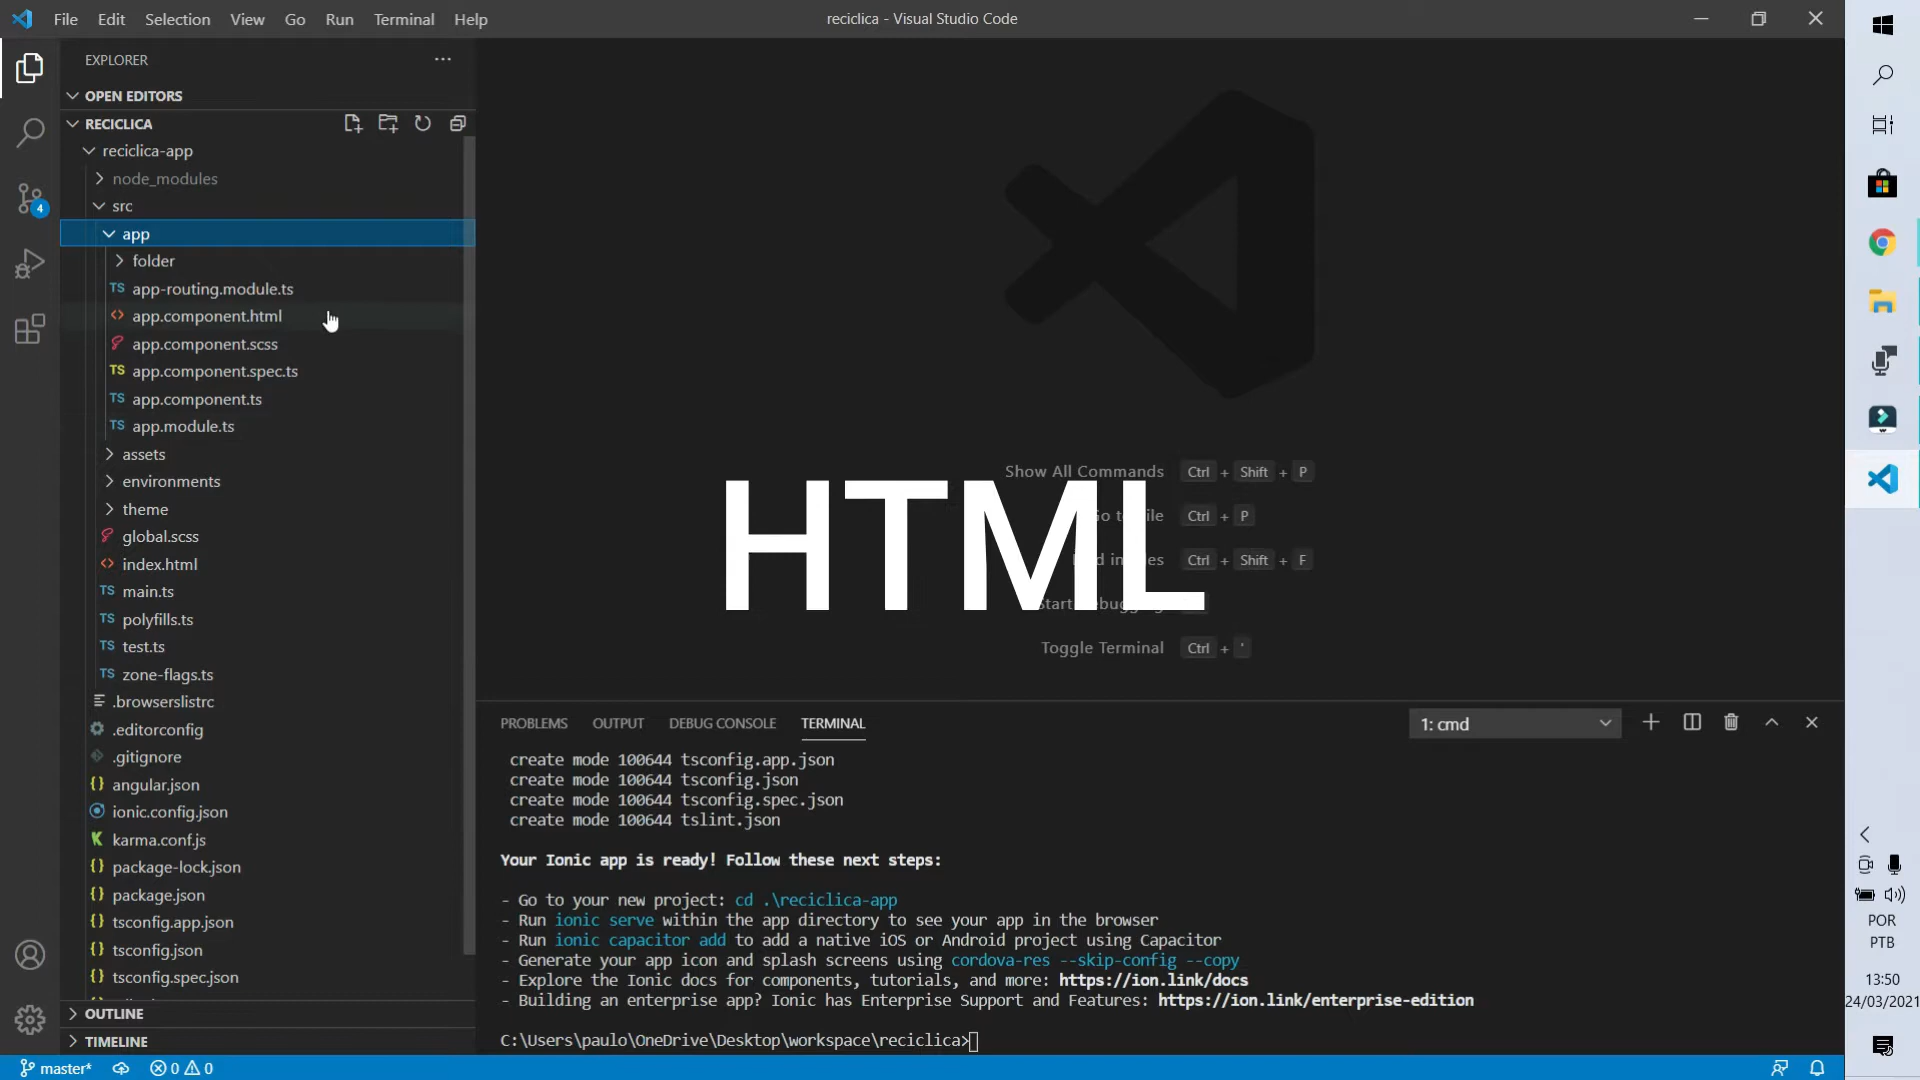 File Edit Selection View Go Run Terminal Help
reciclica - Visual Studio Code
EXPLORER
OPEN EDITORS
RECICLICA
reciclica-app
node_modules
src
app
folder
TS app-routing.module.ts
<> app.component.html
app.component.scss
TS app.component.spec.ts
TS app.component.ts
TS app.module.ts
assets
environments
theme
global.scss
<> index.html
TS main.ts
TS polyfills.ts
TS test.ts
TS zone-flags.ts
.browserslistrc
.editorconfig
.gitignore
{} angular.json
ionic.config.json
K karma.conf.js
{} package-lock.json
{} package.json
{} tsconfig.app.json
{} tsconfig.json
{} tsconfig.spec.json
OUTLINE
TIMELINE
4
Show All Commands Ctrl + Shift + P
Ctrl + P
Ctrl + Shift + F
Start
Toggle Terminal Ctrl + '
HTML
PROBLEMS OUTPUT DEBUG CONSOLE TERMINAL
1: cmd
create mode 100644 tsconfig.app.json
create mode 100644 tsconfig.json
create mode 100644 tsconfig.spec.json
create mode 100644 tslint.json
Your Ionic app is ready! Follow these next steps:
- Go to your new project: cd .\reciclica-app
- Run ionic serve within the app directory to see your app in the browser
- Run ionic capacitor add to add a native iOS or Android project using Capacitor
- Generate your app icon and splash screens using cordova-res --skip-config --copy
- Explore the Ionic docs for components, tutorials, and more: https://ion.link/docs
- Building an enterprise app? Ionic has Enterprise Support and Features: https://ion.link/enterprise-edition
C:\Users\paulo\OneDrive\Desktop\workspace\reciclica>
master* 0 0
POR
PTB
13:50
24/03/2021